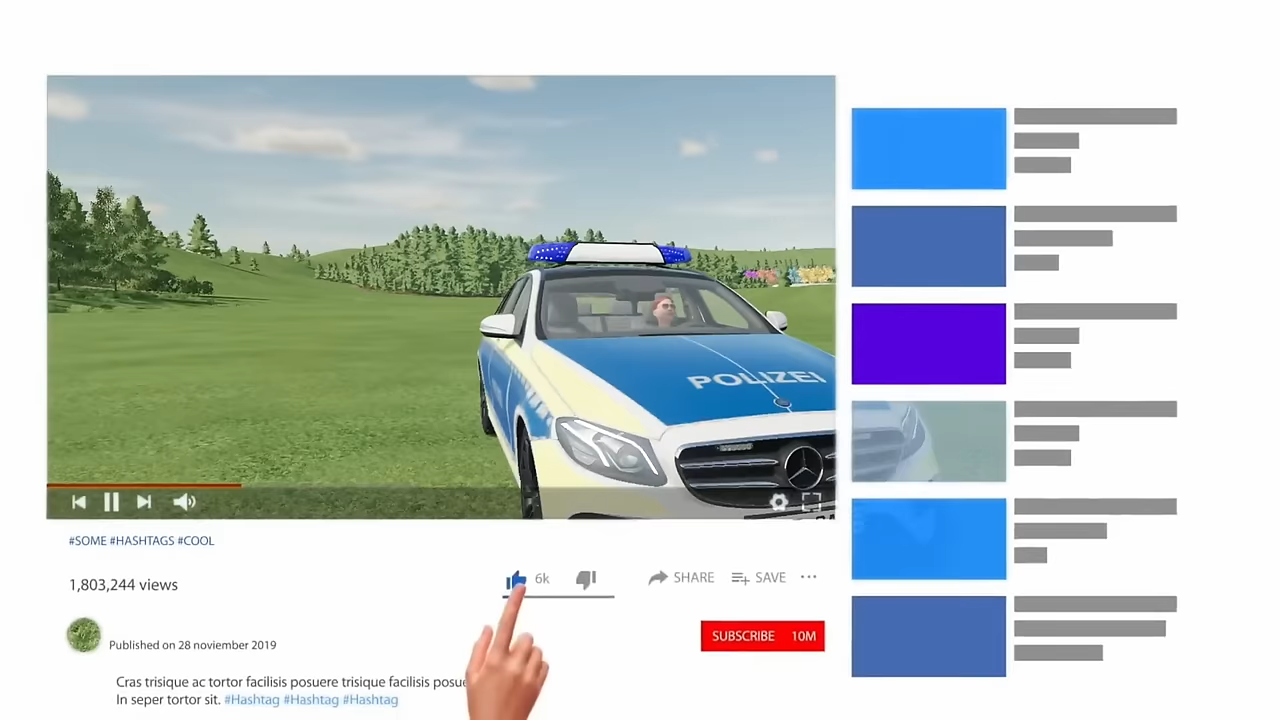 POLIZEI
#SOME #HASHTAGS #COOL
1,803,244 views
6k
SHARE
SAVE
SUBSCRIBE 10M
Published on 28 noviember 2019
Cras trisique ac tortor facilisis posuere trisique facilisis posue
In seper tortor sit. #Hashtag #Hashtag #Hashtag